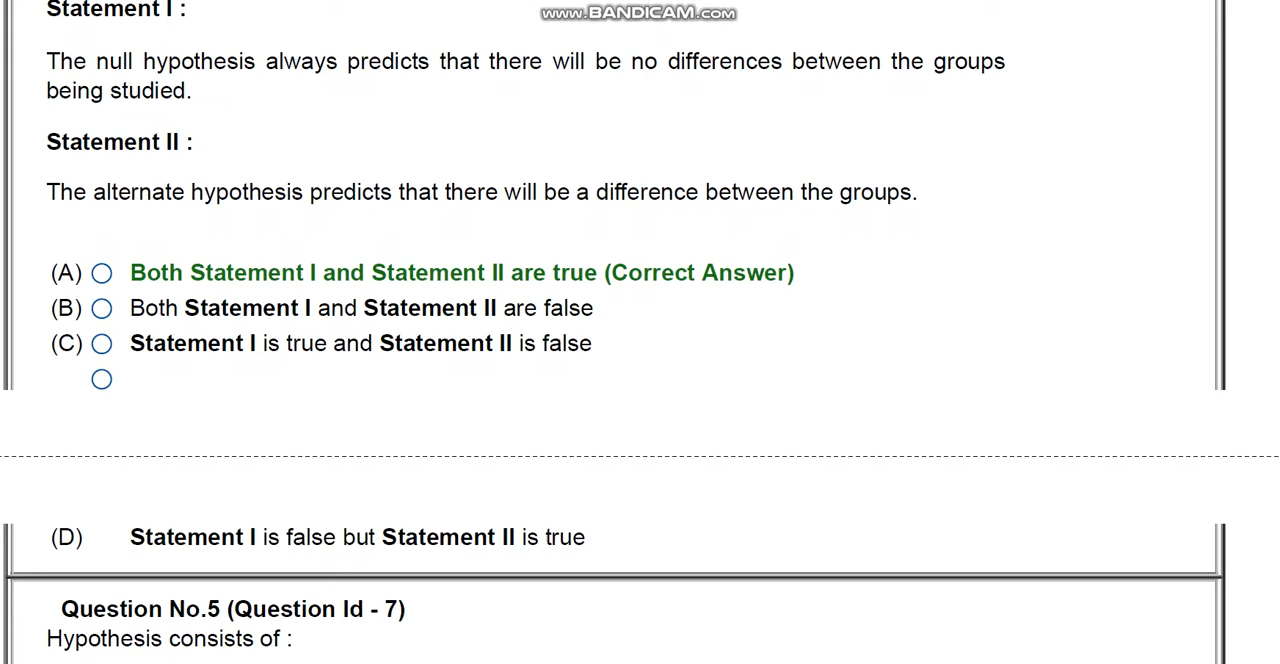 Statement I :
www.BANDICAM.com
The null hypothesis always predicts that there will be no differences between the groups
being studied.
Statement II :
The alternate hypothesis predicts that there will be a difference between the groups.
(A) Both Statement I and Statement II are true (Correct Answer)
(B) Both Statement I and Statement II are false
(C) Statement I is true and Statement II is false
(D) Statement I is false but Statement II is true
Question No.5 (Question Id - 7)
Hypothesis consists of :